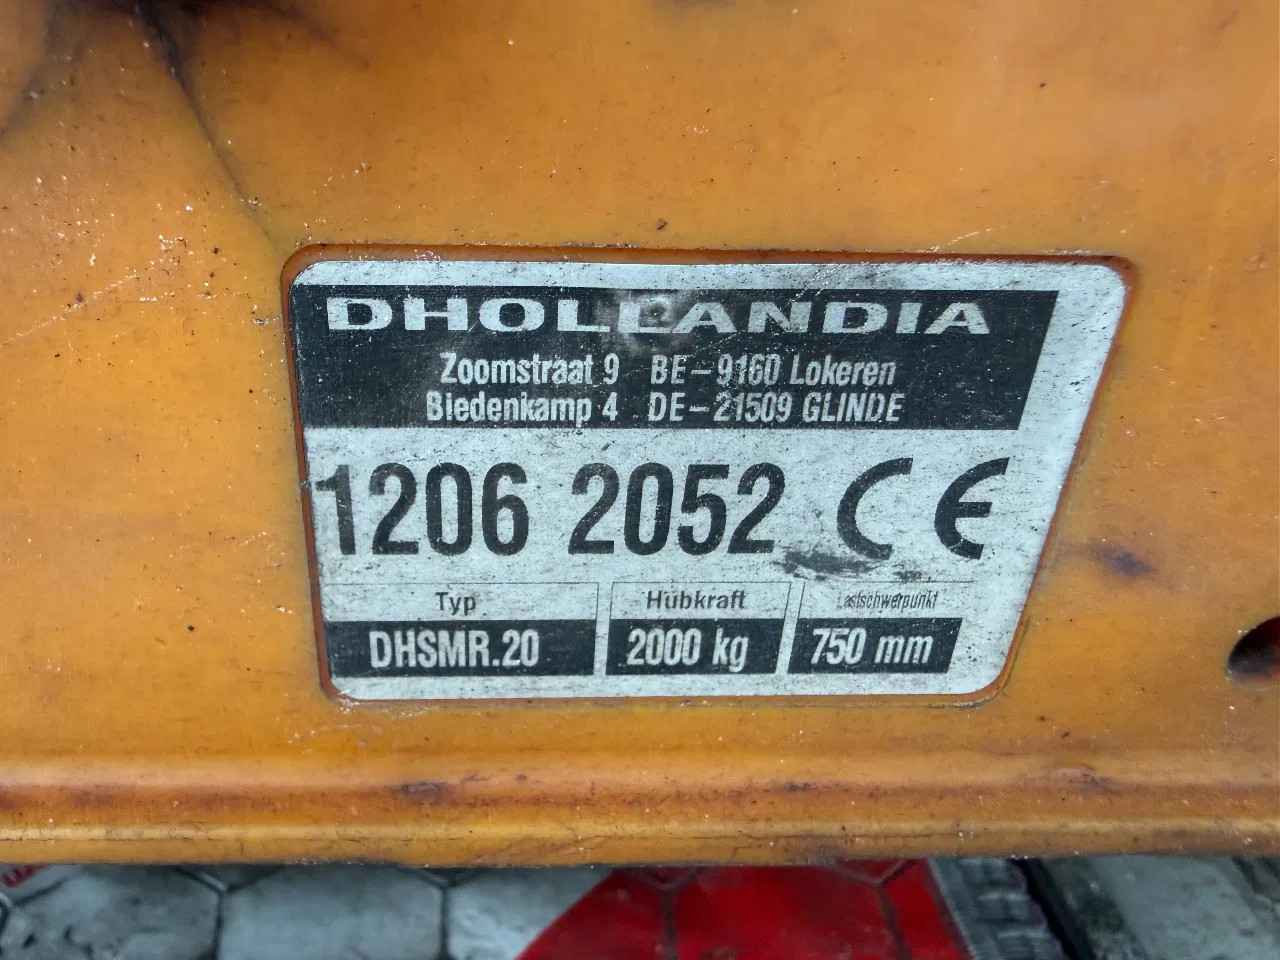 DHOLLANDIA
Zoomstraat 9 BE-9160 Lokeren
Biedenkamp 4 DE-21509 GLINDE
1206 2052 CE
Typ Hubkraft Lastschwerpunkt
DHSMR.20 2000 kg 750 mm